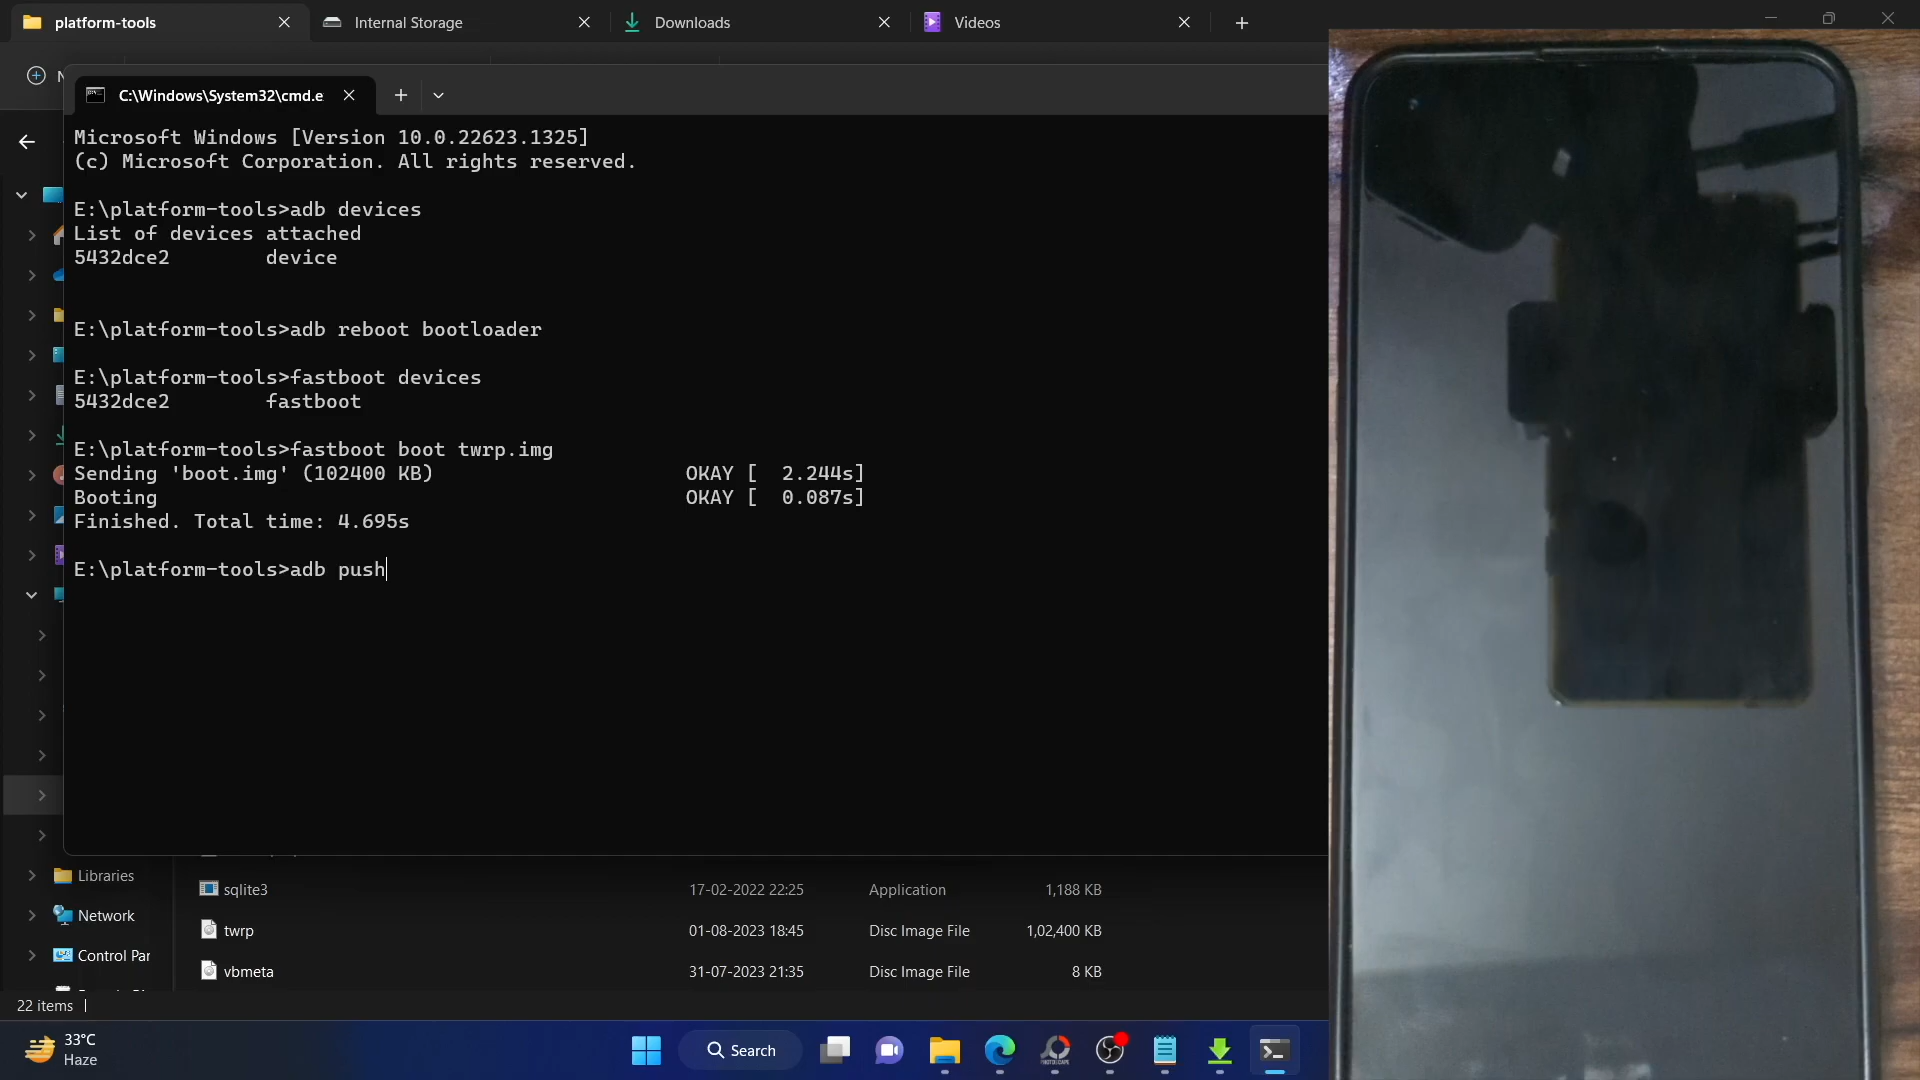 platform-tools
Internal Storage
Downloads
Videos
C:\Windows\System32\cmd.e
Microsoft Windows [Version 10.0.22623.1325]
(c) Microsoft Corporation. All rights reserved.
E:\platform-tools>adb devices
List of devices attached
5432dce2 device
E:\platform-tools>adb reboot bootloader
E:\platform-tools>fastboot devices
5432dce2 fastboot
E:\platform-tools>fastboot boot twrp.img
Sending 'boot.img' (102400 KB) OKAY [ 2.244s]
Booting OKAY [ 0.087s]
Finished. Total time: 4.695s
E:\platform-tools>adb push
Libraries
sqlite3 17-02-2022 22:25 Application 1,188 KB
Network
twrp 01-08-2023 18:45 Disc Image File 1,02,400 KB
Control Par
vbmeta 31-07-2023 21:35 Disc Image File 8 KB
22 items
33°C
Haze
Search